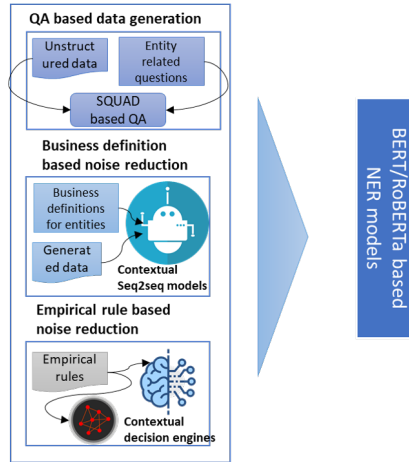 QA based data generation
Unstruct
ured data
Entity
related
questions
SQUAD
based QA
Business definition
based noise reduction
Business
definitions
for entities
Generat
ed data
Contextual
Seq2seq models
Empirical rule based
noise reduction
Empirical
rules
Contextual
decision engines
BERT/RoBERTa based
NER models